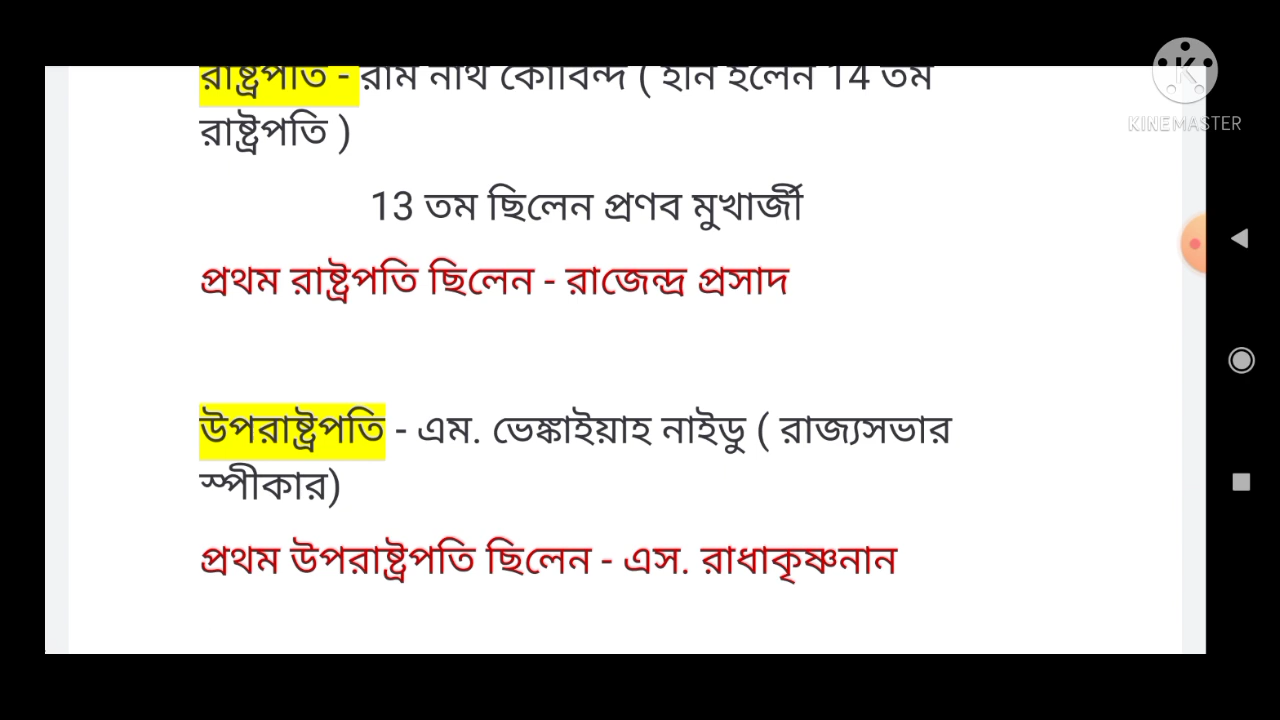 রাষ্ট্রপতি - রাম নাথ কোবিন্দ ( ইনি হলেন 14 তম
রাষ্ট্রপতি )
13 তম ছিলেন প্রণব মুখার্জী
প্রথম রাষ্ট্রপতি ছিলেন - রাজেন্দ্র প্রসাদ
উপরাষ্ট্রপতি - এম. ভেঙ্কাইয়াহ নাইডু ( রাজ্যসভার
স্পীকার)
প্রথম উপরাষ্ট্রপতি ছিলেন - এস. রাধাকৃষ্ণনান
K
KINEMASTER